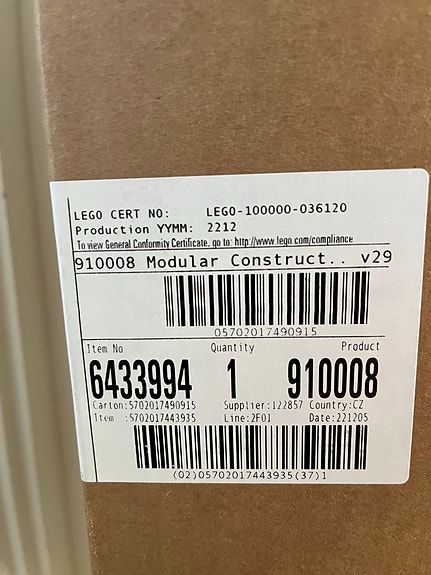 LEGO CERT NO: LEGO-100000-036120
Production YYMM: 2212
To view General Conformity Certificate, go to: http://www.lego.com/compliance
910008 Modular Construct.. v29
05702017490915
Item No Quantity Product
6433994 1 910008
Carton:5702017490915 Supplier:122857 Country:CZ
Item :5702017443935 Line:2F01 Date:221205
(02)05702017443935(37)1